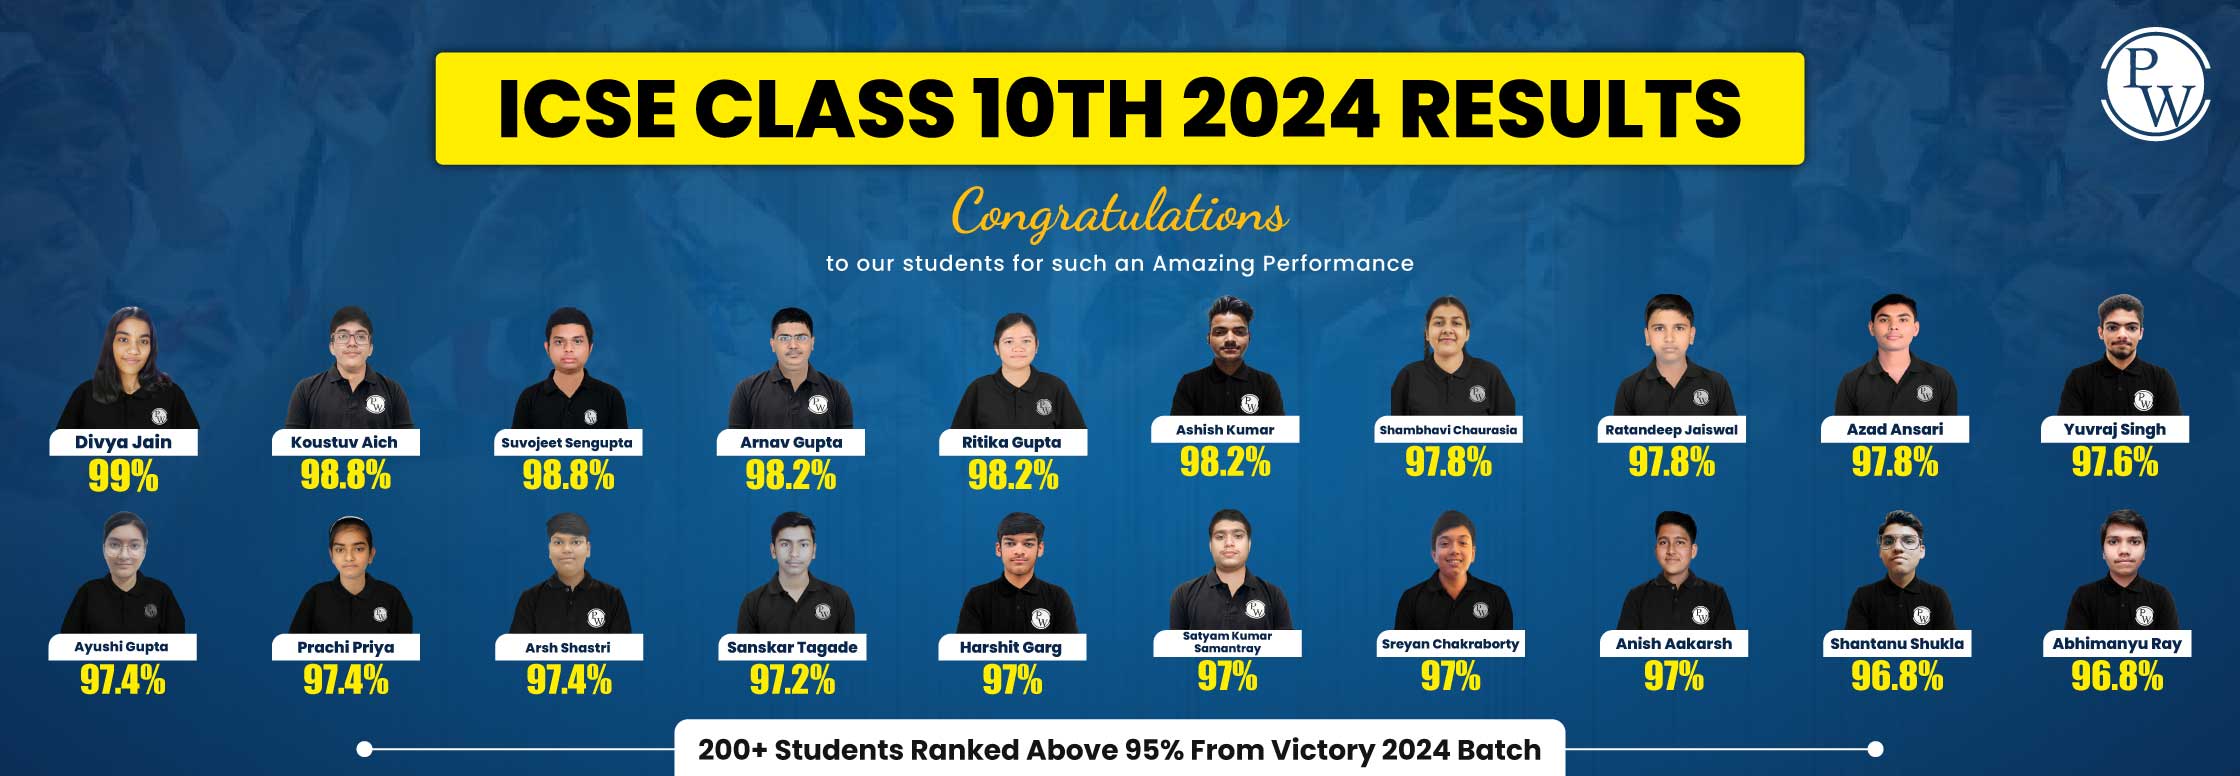 PW
ICSE CLASS 10TH 2024 RESULTS
Congratulations
to our students for such an Amazing Performance
Divya Jain
99%
Koustuv Aich
98.8%
Suvojeet Sengupta
98.8%
Arnav Gupta
98.2%
Ritika Gupta
98.2%
Ashish Kumar
98.2%
Shambhavi Chaurasia
97.8%
Ratandeep Jaiswal
97.8%
Azad Ansari
97.8%
Yuvraj Singh
97.6%
Ayushi Gupta
97.4%
Prachi Priya
97.4%
Arsh Shastri
97.4%
Sanskar Tagade
97.2%
Harshit Garg
97%
Satyam Kumar
Samantray
97%
Sreyan Chakraborty
97%
Anish Aakarsh
97%
Shantanu Shukla
96.8%
Abhimanyu Ray
96.8%
200+ Students Ranked Above 95% From Victory 2024 Batch